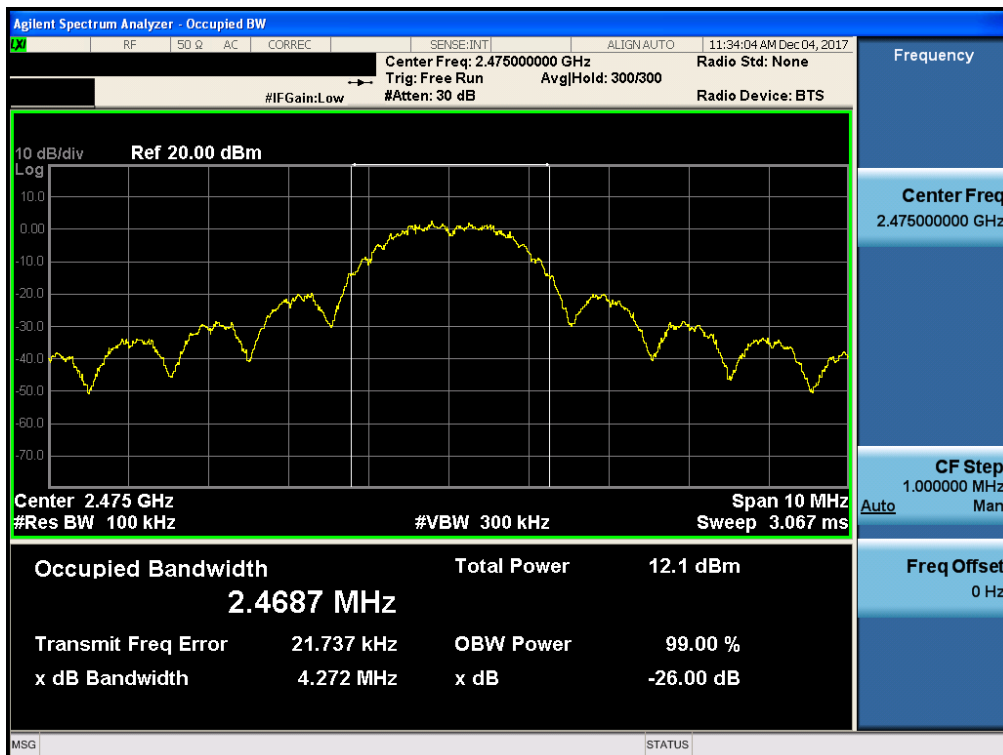 Agilent Spectrum Analyzer - Occupied BW
LXI RF 50 Ω AC CORREC SENSE:INT ALIGN AUTO 11:34:04 AM Dec 04, 2017
Center Freq: 2.475000000 GHz Radio Std: None
Trig: Free Run Avg|Hold: 300/300
#IFGain:Low #Atten: 30 dB Radio Device: BTS
10 dB/div Ref 20.00 dBm
Log
10.0
0.00
-10.0
-20.0
-30.0
-40.0
-50.0
-60.0
-70.0
Center 2.475 GHz Span 10 MHz
#Res BW 100 kHz #VBW 300 kHz Sweep 3.067 ms
Occupied Bandwidth Total Power 12.1 dBm
2.4687 MHz
Transmit Freq Error 21.737 kHz OBW Power 99.00 %
x dB Bandwidth 4.272 MHz x dB -26.00 dB
MSG STATUS
Frequency
Center Freq
2.475000000 GHz
CF Step
1.000000 MHz
Auto Man
Freq Offset
0 Hz